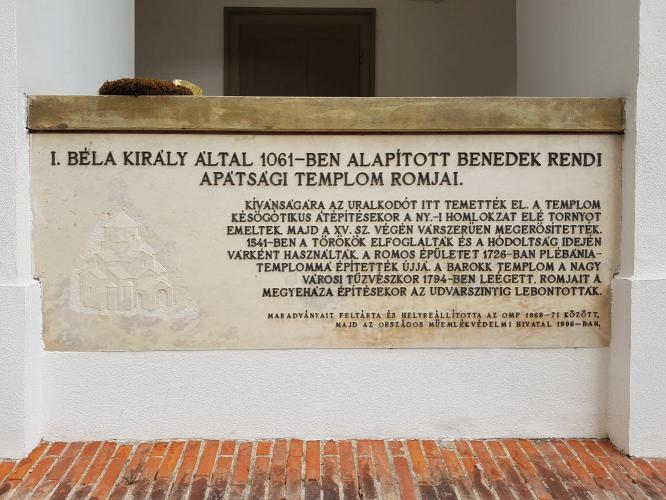 I. BÉLA KIRÁLY ÁLTAL 1061-BEN ALAPÍTOTT BENEDEK RENDI
APÁTSÁGI TEMPLOM ROMJAI.
KÍVÁNSÁGÁRA AZ URALKODÓT ITT TEMETTÉK EL. A TEMPLOM
KÉSŐGÓTIKUS ÁTÉPÍTÉSEKOR A NY.-I HOMLOKZAT ELÉ TORNYOT
EMELTEK, MAJD A XV. SZ. VÉGÉN VÁRSZERŰEN MEGERŐSÍTETTÉK.
1541-BEN A TÖRÖKÖK ELFOGLALTÁK ÉS A HÓDOLTSÁG IDEJÉN
VÁRKÉNT HASZNÁLTÁK. A ROMOS ÉPÜLETET 1726-BAN PLÉBÁNIA-
TEMPLOMMÁ ÉPÍTETTÉK ÚJJÁ. A BAROKK TEMPLOM A NAGY
VÁROSI TŰZVÉSZKOR 1794-BEN LEÉGETT. ROMJAIT A
MEGYEHÁZA ÉPÍTÉSEKOR AZ UDVARSZINTIG LEBONTOTTÁK.
MARADVÁNYAIT FELTÁRTA ÉS HELYREÁLLÍTOTTA AZ OMF 1969-71 KÖZÖTT,
MAJD AZ ORSZÁGOS MŰEMLÉKVÉDELMI HIVATAL 1996-BAN.